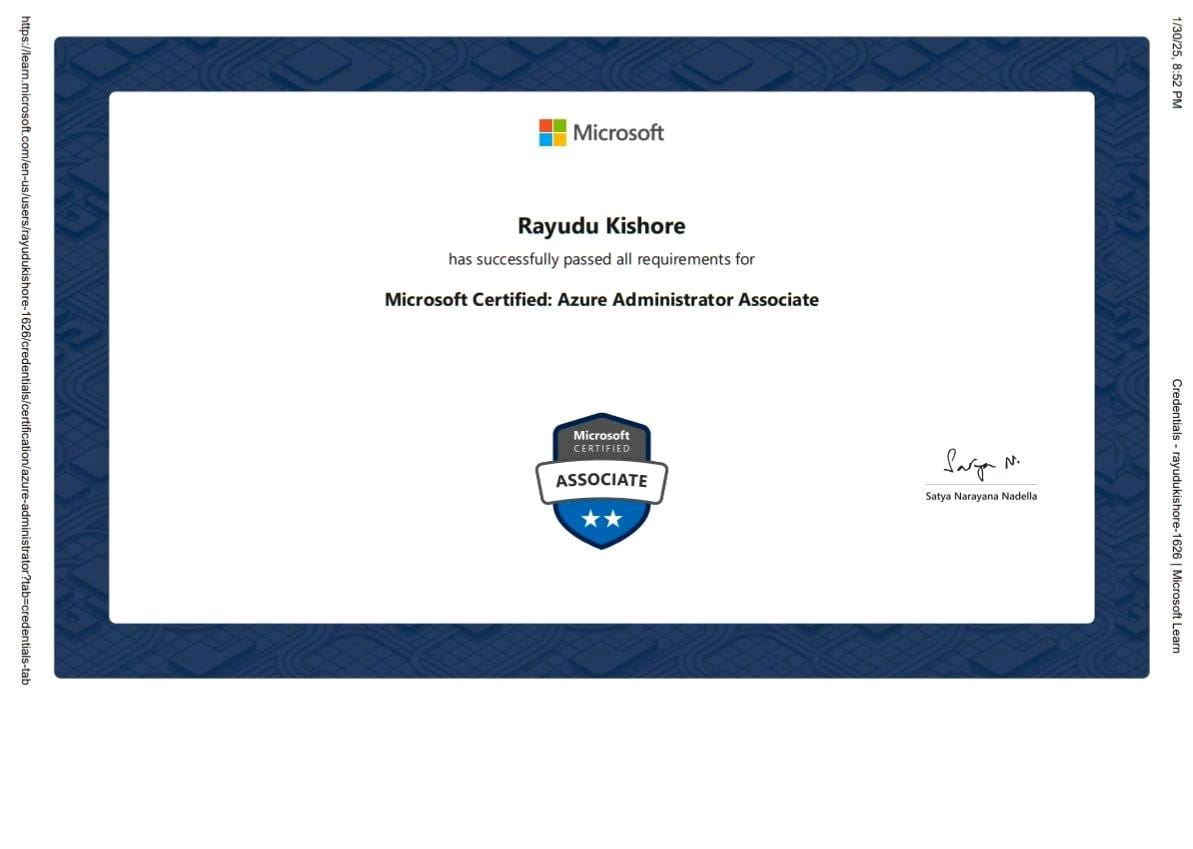 1/30/25, 8:52 PM
Credentials - rayudukishore-1626 | Microsoft Learn
Microsoft
Rayudu Kishore
has successfully passed all requirements for
Microsoft Certified: Azure Administrator Associate
Microsoft
CERTIFIED
ASSOCIATE
Satya N.
Satya Narayana Nadella
https://learn.microsoft.com/en-us/users/rayudukishore-1626/credentials/certification/azure-administrator?tab=credentials-tab